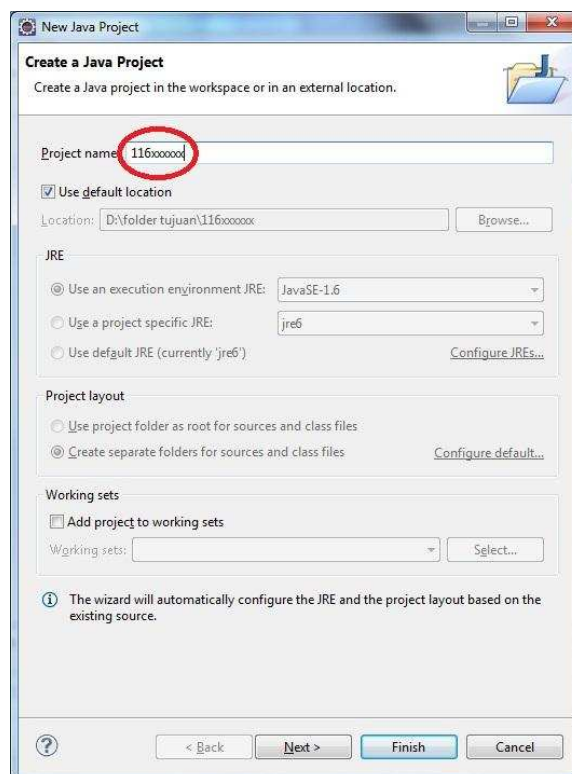 New Java Project
Create a Java Project
Create a Java project in the workspace or in an external location.
Project name: 116xxxxxx
Use default location
Location: D:\folder tujuan\116xxxxxx Browse...
JRE
Use an execution environment JRE: JavaSE-1.6
Use a project specific JRE: jre6
Use default JRE (currently 'jre6') Configure JREs...
Project layout
Use project folder as root for sources and class files
Create separate folders for sources and class files Configure default...
Working sets
Add project to working sets
Working sets: Select...
The wizard will automatically configure the JRE and the project layout based on the
existing source.
< Back Next > Finish Cancel